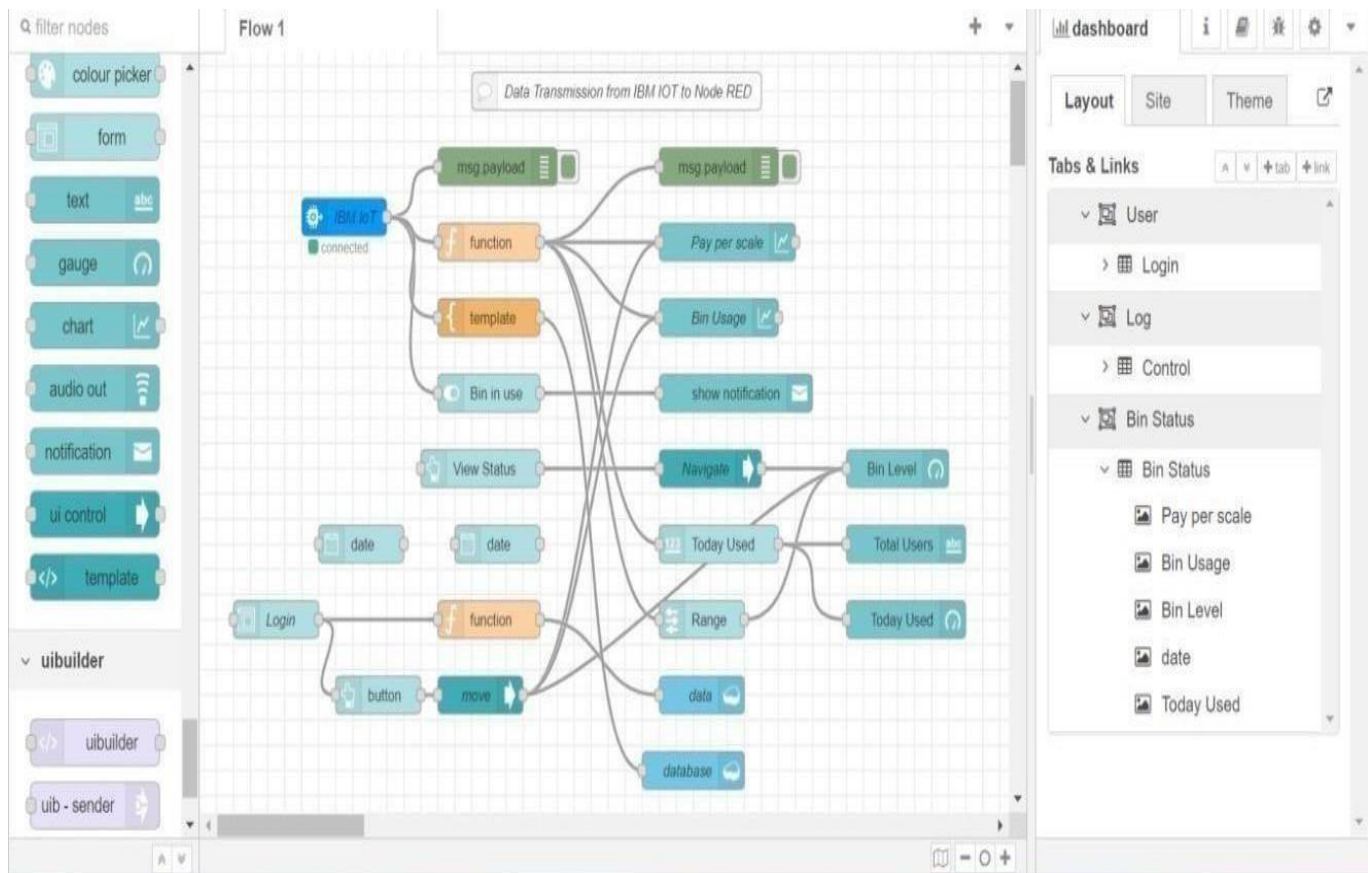 filter nodes
colour picker
form
text
abc
gauge
chart
audio out
notification
ui control
template
uibuilder
uibuilder
uib - sender
Flow 1
Data Transmission from IBM IOT to Node RED
msg.payload
msg.payload
IBM IoT
connected
function
Pay per scale
template
Bin Usage
Bin in use
show notification
View Status
Navigate
Bin Level
date
date
123
Today Used
Total Users
abc
Login
function
Range
Today Used
button
move
data
database
dashboard
i
Layout
Site
Theme
Tabs & Links
+ tab
+ link
User
Login
Log
Control
Bin Status
Bin Status
Pay per scale
Bin Usage
Bin Level
date
Today Used